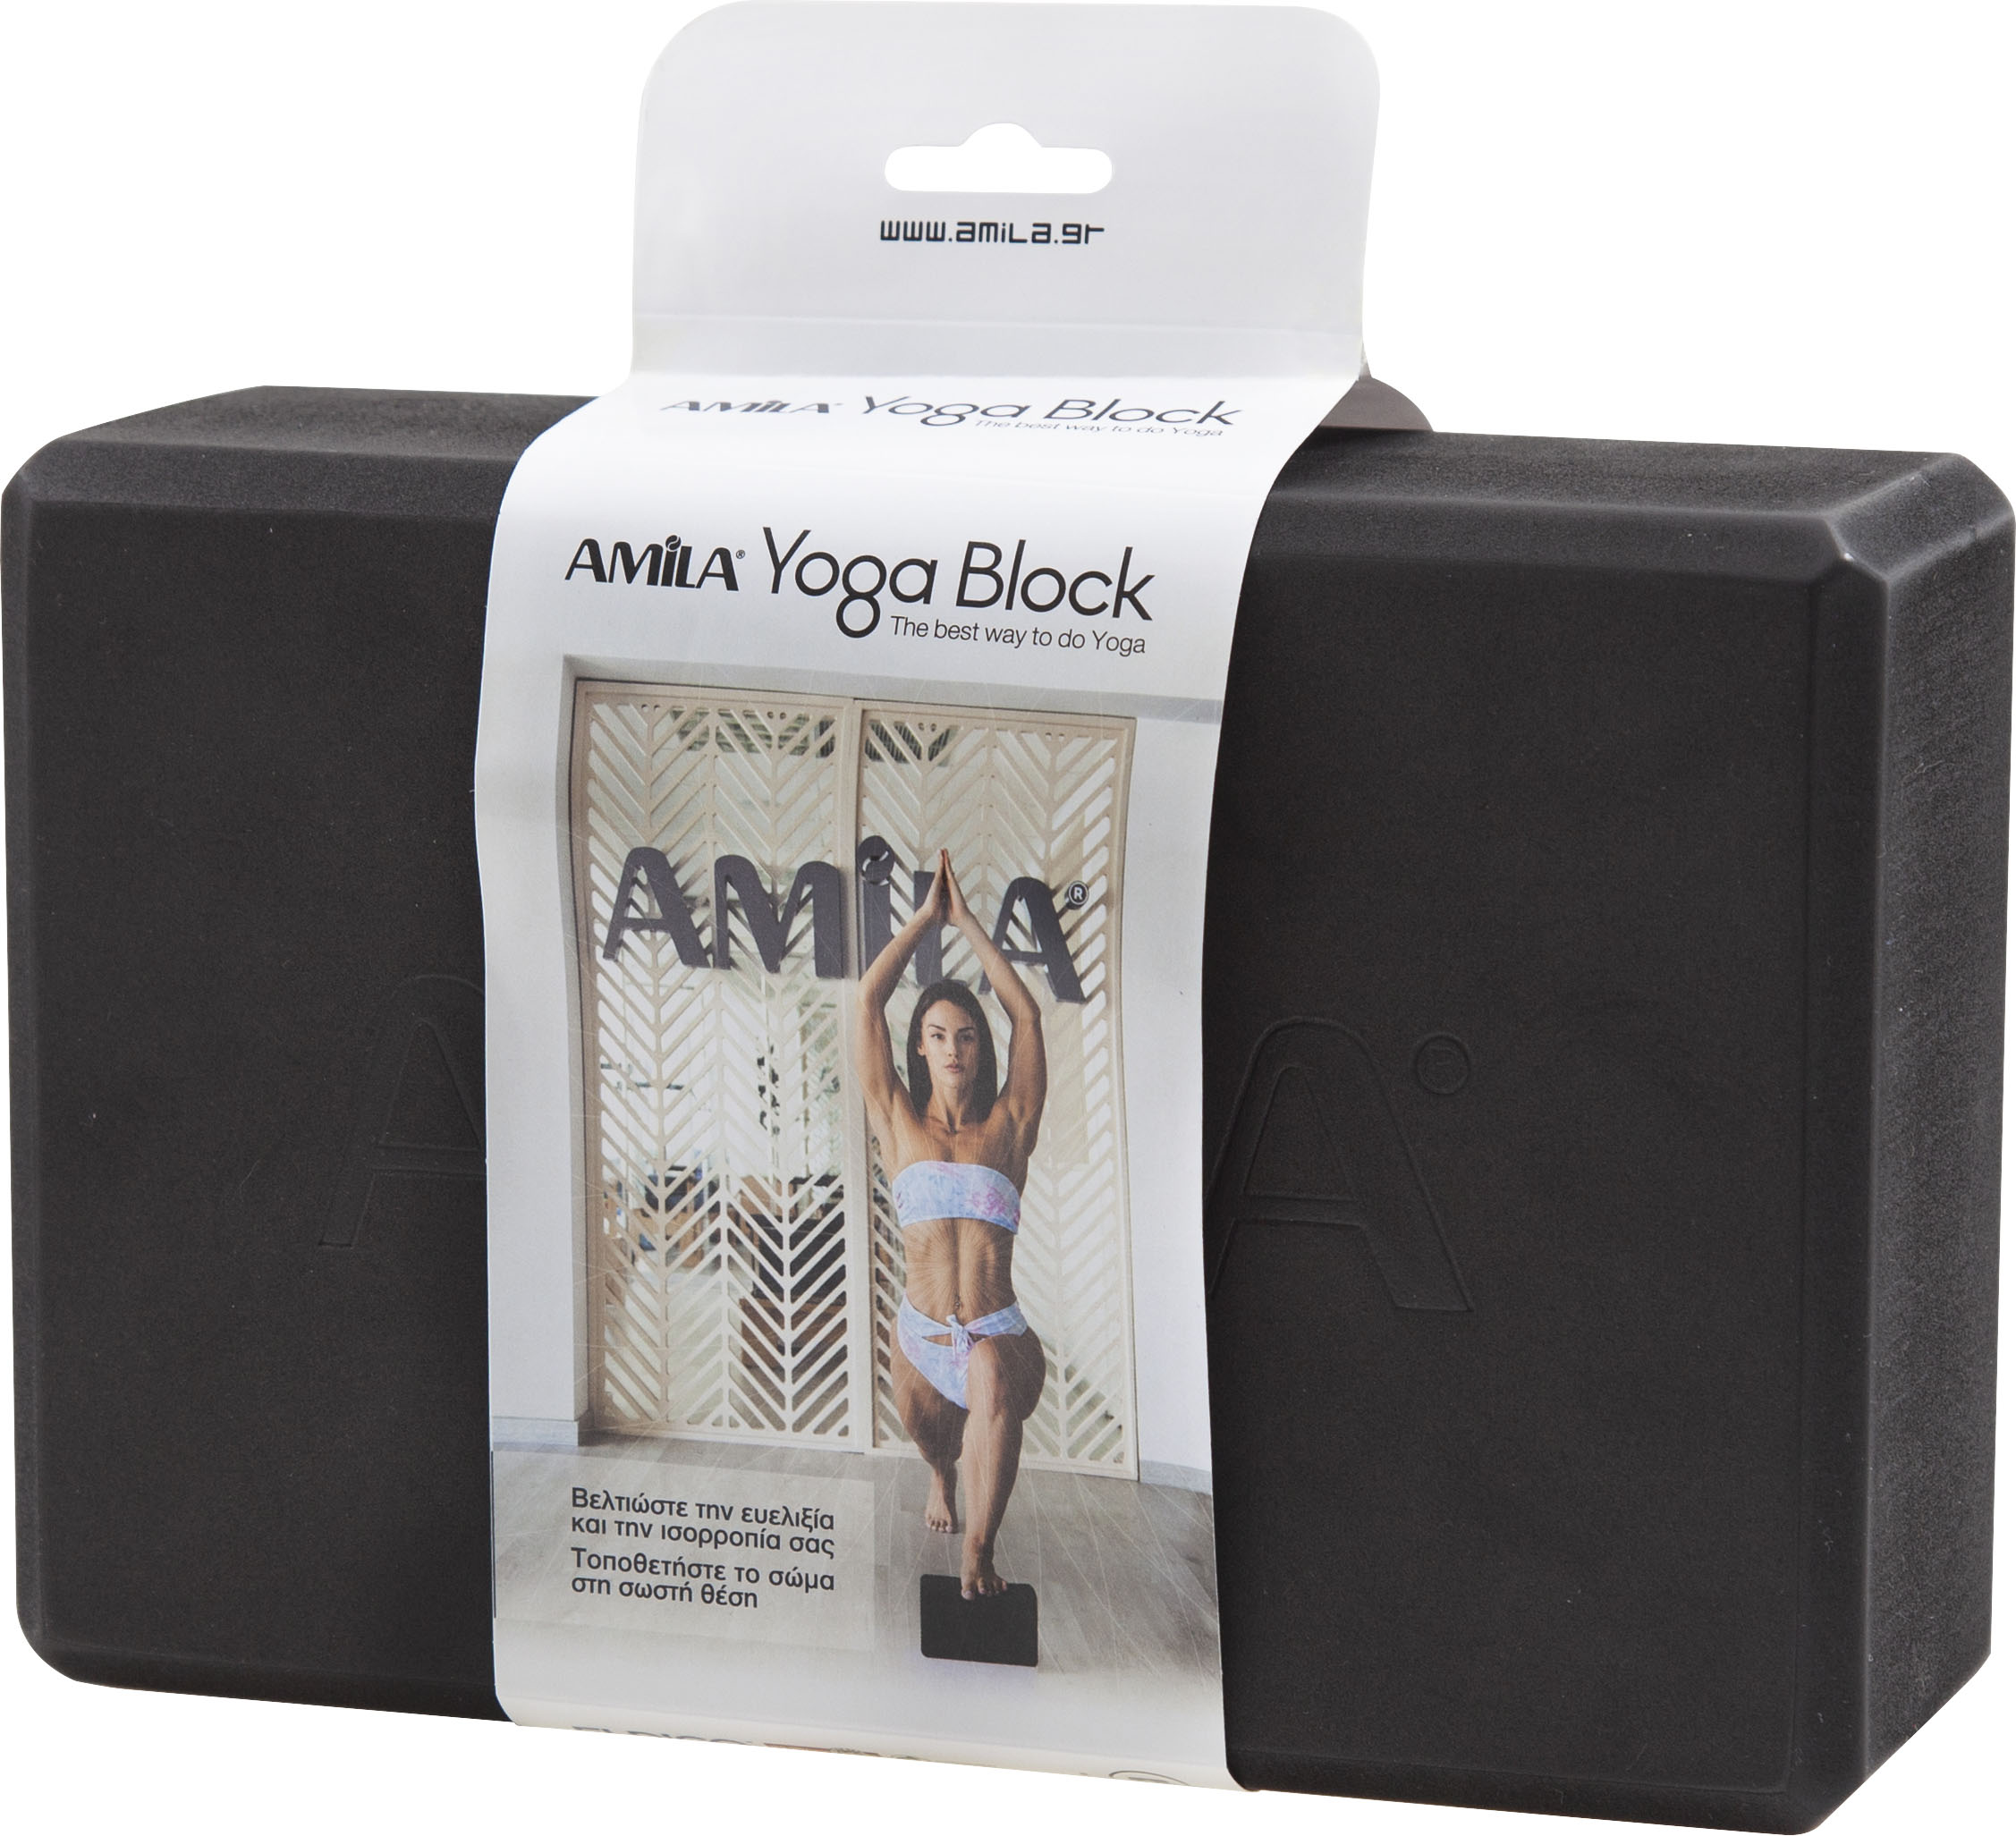 www.amila.gr
AMILA® Yoga Block
The best way to do Yoga
AMILA® Yoga Block
The best way to do Yoga
AMILA®
A A®
Βελτιώστε την ευελιξία
και την ισορροπία σας
Τοποθετήστε το σώμα
στη σωστή θέση